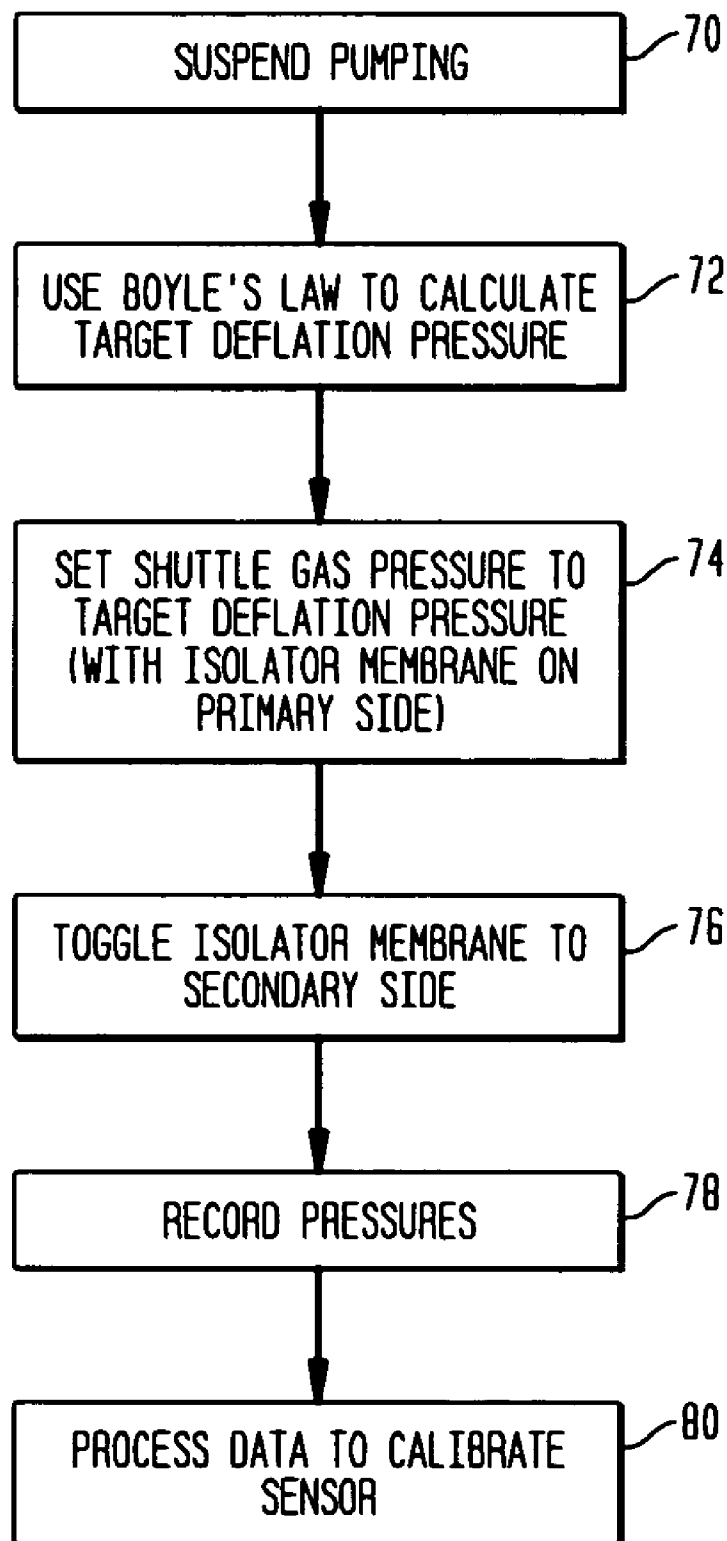 SUSPEND PUMPING
70
USE BOYLE'S LAW TO CALCULATE
TARGET DEFLATION PRESSURE
72
SET SHUTTLE GAS PRESSURE TO
TARGET DEFLATION PRESSURE
(WITH ISOLATOR MEMBRANE ON
PRIMARY SIDE)
74
TOGGLE ISOLATOR MEMBRANE TO
SECONDARY SIDE
76
RECORD PRESSURES
78
PROCESS DATA TO CALIBRATE
SENSOR
80